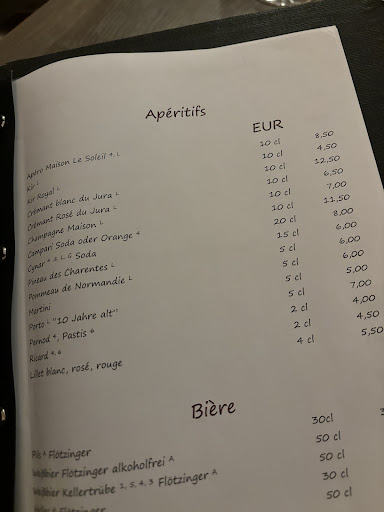 Apéritifs
EUR
Apéro Maison Le Soleil 4, L 10 cl 8,50
Kir L 10 cl 4,50
Kir Royal L 10 cl 12,50
Crémant blanc du Jura L 10 cl 6,50
Crémant Rosé du Jura L 10 cl 7,00
Champagne Maison L 10 cl 11,50
Campari Soda oder Orange 4 20 cl 8,00
Cynar Soda 15 cl 6,00
Pineau des Charentes L 5 cl 6,00
Pommeau de Normandie L 5 cl 6,00
Martini 5 cl 5,00
Porto L "10 Jahre alt" 5 cl 7,00
Pernod 4, Pastis 6 2 cl 4,00
Ricard 4, 6 2 cl 4,50
Lillet blanc, rosé, rouge 4 cl 5,50
Bière
Pils A Flötzinger 30cl
Weißbier Flötzinger alkoholfrei A 50 cl
Weißbier Kellertrübe 1, 5, 4, 3 Flötzinger A 50 cl
Flötzinger 30 cl
50 cl